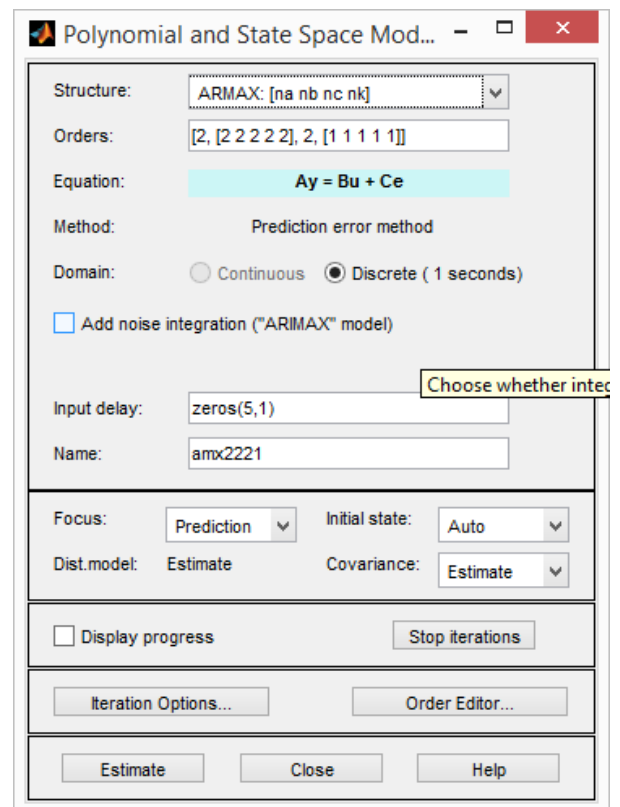 Polynomial and State Space Mod...
Structure: ARMAX: [na nb nc nk]
Orders: [2, [2 2 2 2 2], 2, [1 1 1 1 1]]
Equation: Ay = Bu + Ce
Method: Prediction error method
Domain: Continuous Discrete ( 1 seconds)
Add noise integration ("ARIMAX" model)
Choose whether integ
Input delay: zeros(5,1)
Name: amx2221
Focus: Prediction Initial state: Auto
Dist.model: Estimate Covariance: Estimate
Display progress Stop iterations
Iteration Options... Order Editor...
Estimate Close Help